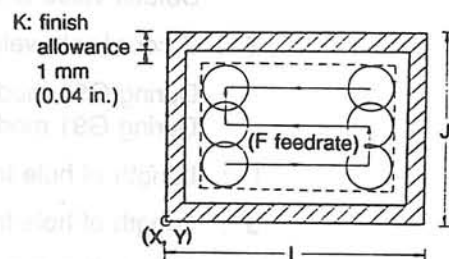 K: finish
allowance
1 mm
(0.04 in.)
(F feedrate)
J
(X, Y)
I